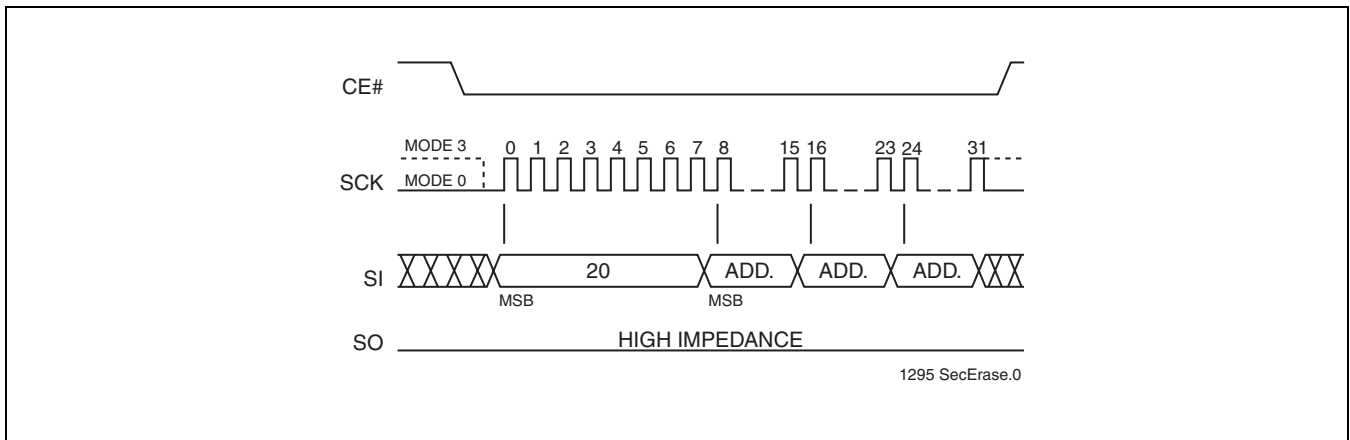 CE#
MODE 3
0 1 2 3 4 5 6 7 8 15 16 23 24 31
SCK
MODE 0
SI
20
ADD.
ADD.
ADD.
MSB
MSB
SO
HIGH IMPEDANCE
1295 SecErase.0